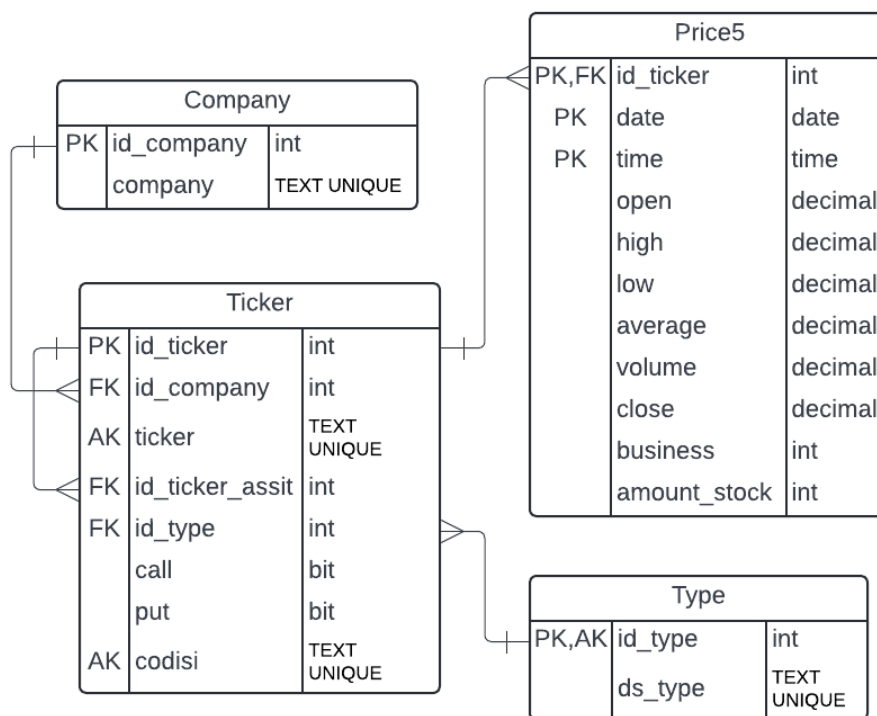 Company
PK id_company int
company TEXT UNIQUE
Ticker
PK id_ticker int
FK id_company int
AK ticker TEXT
UNIQUE
FK id_ticker_assit int
FK id_type int
call bit
put bit
AK codisi TEXT
UNIQUE
Price5
PK,FK id_ticker int
PK date date
PK time time
open decimal
high decimal
low decimal
average decimal
volume decimal
close decimal
business int
amount_stock int
Type
PK,AK id_type int
ds_type TEXT
UNIQUE